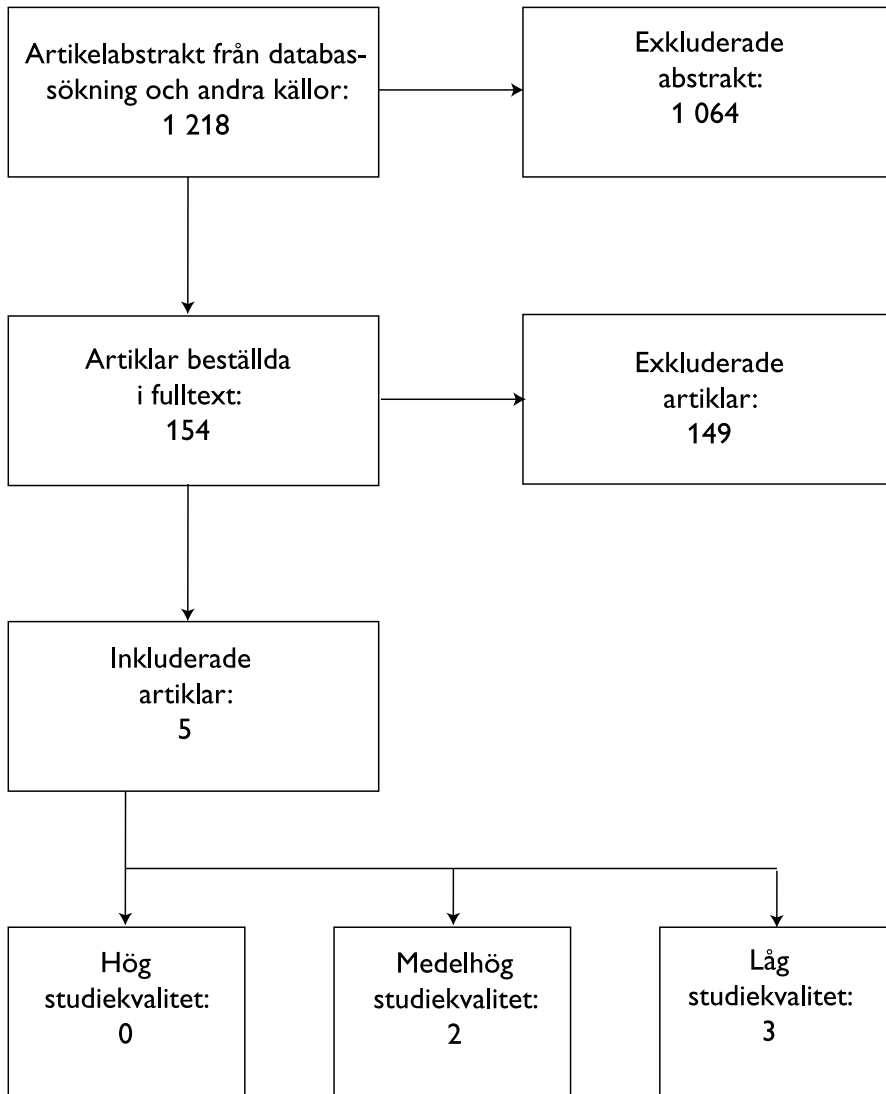 Artikelabstrakt från databas-
sökning och andra källor:
1 218
Exkluderade
abstrakt:
1 064
Artiklar beställda
i fulltext:
154
Exkluderade
artiklar:
149
Inkluderade
artiklar:
5
Hög
studiekvalitet:
0
Medelhög
studiekvalitet:
2
Låg
studiekvalitet:
3